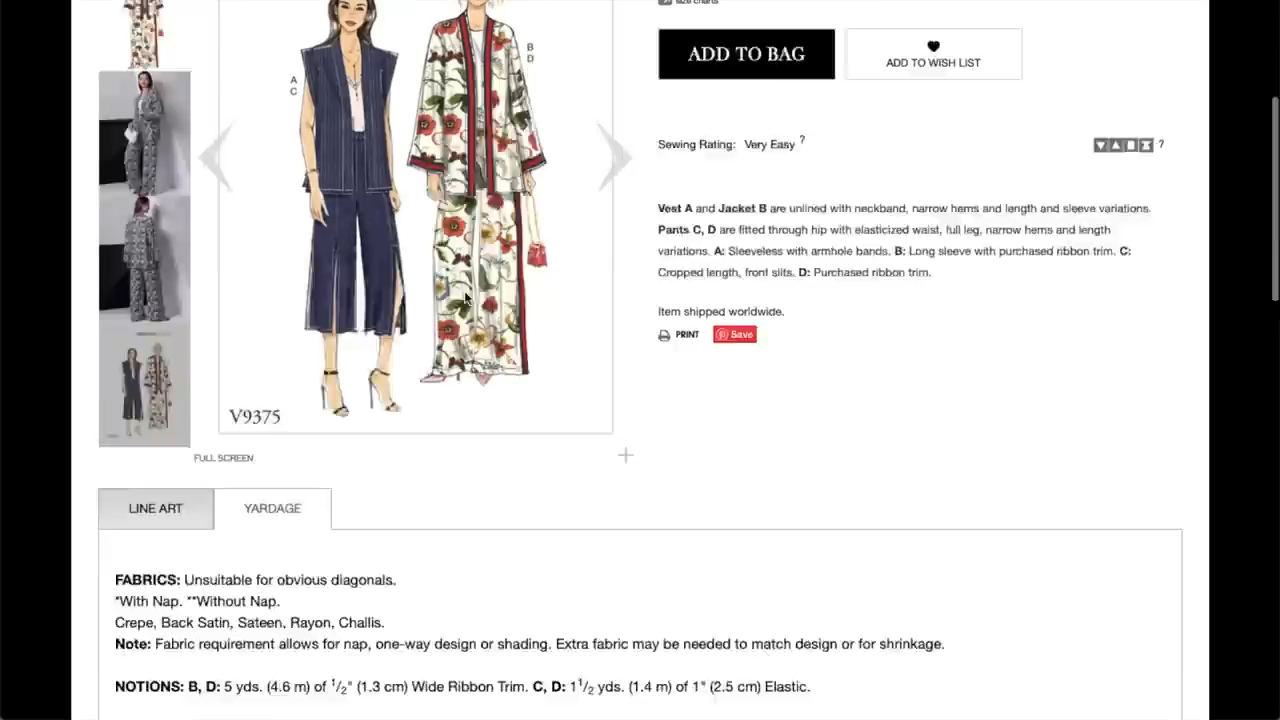 size charts
ADD TO BAG
ADD TO WISH LIST
Sewing Rating: Very Easy ?
?
Vest A and Jacket B are unlined with neckband, narrow hems and length and sleeve variations.
Pants C, D are fitted through hip with elasticized waist, full leg, narrow hems and length
variations. A: Sleeveless with armhole bands. B: Long sleeve with purchased ribbon trim. C:
Cropped length, front slits. D: Purchased ribbon trim.
Item shipped worldwide.
PRINT Save
A
C
B
D
V9375
FULL SCREEN
LINE ART YARDAGE
FABRICS: Unsuitable for obvious diagonals.
*With Nap. **Without Nap.
Crepe, Back Satin, Sateen, Rayon, Challis.
Note: Fabric requirement allows for nap, one-way design or shading. Extra fabric may be needed to match design or for shrinkage.
NOTIONS: B, D: 5 yds. (4.6 m) of 1/2" (1.3 cm) Wide Ribbon Trim. C, D: 1 1/2 yds. (1.4 m) of 1" (2.5 cm) Elastic.